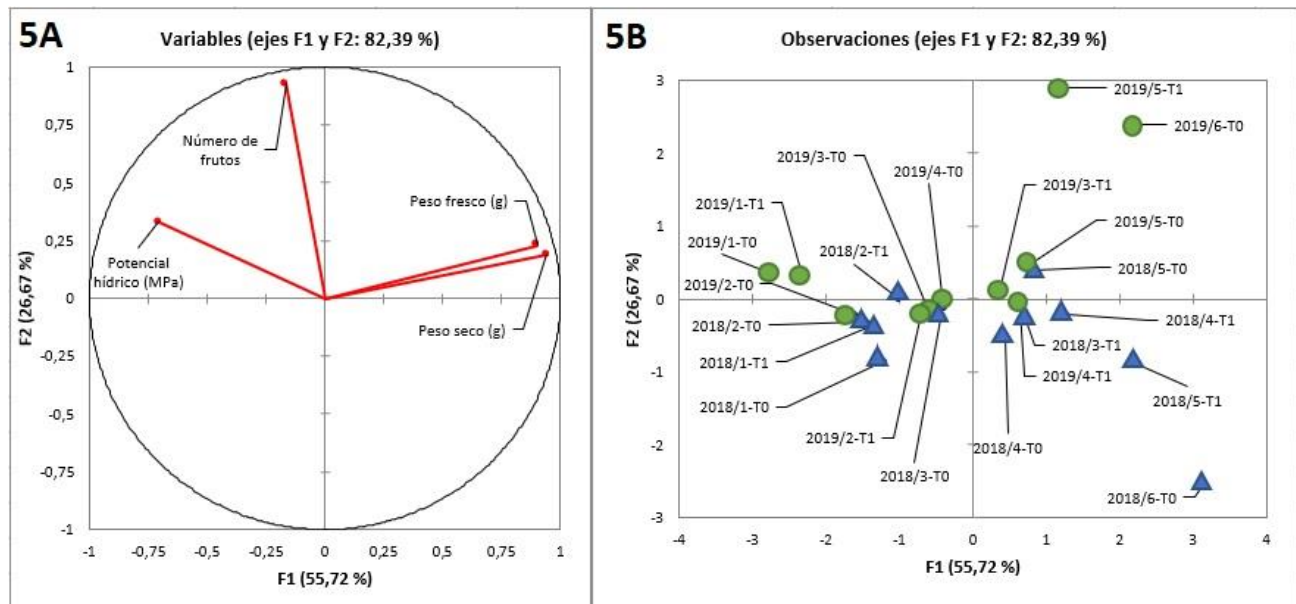 5A
Variables (ejes F1 y F2: 82,39 %)
1
0,75
0,5
0,25
0
-0,25
-0,5
-0,75
-1
F2 (26,67 %)
Número de
frutos
Peso fresco (g)
Potencial
hídrico (MPa)
Peso seco (g)
-1
-0,75
-0,5
-0,25
0
0,25
0,5
0,75
1
F1 (55,72 %)
5B
Observaciones (ejes F1 y F2: 82,39 %)
3
2
1
0
-1
-2
-3
F2 (26,67 %)
2019/5-T1
2019/6-T0
2019/3-T0
2019/4-T0
2019/3-T1
2019/1-T1
2019/5-T0
2019/1-T0
2018/2-T1
2018/5-T0
2019/2-T0
2018/2-T0
2018/4-T1
2018/1-T1
2018/3-T1
2019/4-T1
2018/1-T0
2018/5-T1
2019/2-T1
2018/4-T0
2018/3-T0
2018/6-T0
-4
-3
-2
-1
0
1
2
3
4
F1 (55,72 %)